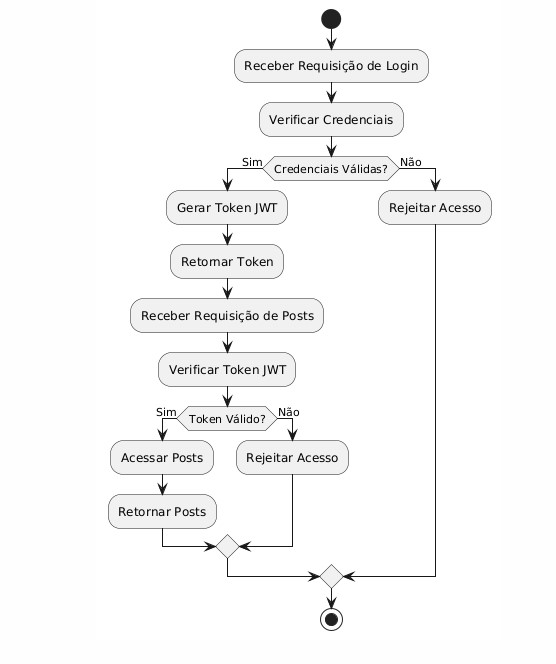 Receber Requisição de Login
Verificar Credenciais
Sim
Credenciais Válidas?
Não
Gerar Token JWT
Rejeitar Acesso
Retornar Token
Receber Requisição de Posts
Verificar Token JWT
Sim
Token Válido?
Não
Acessar Posts
Rejeitar Acesso
Retornar Posts